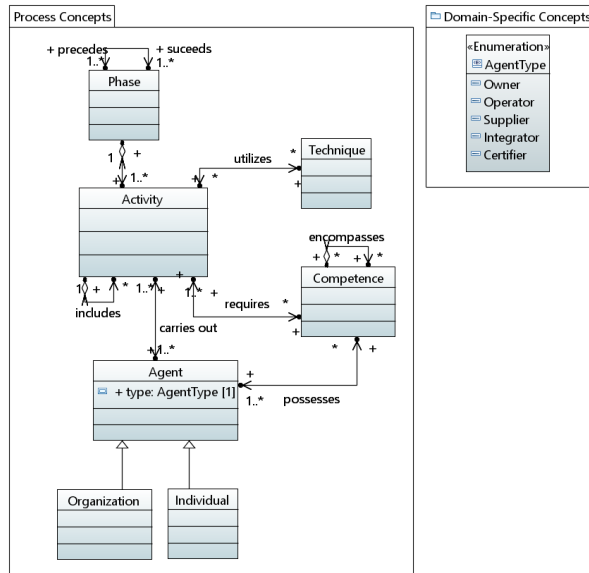 Process Concepts
+ precedes
+ suceeds
1..*
1..*
Phase
1
+
+
1..*
Activity
utilizes
*
+
*
+
Technique
encompasses
+
*
+
*
Competence
1
+
*
includes
1..*
+
+
1..*
+
requires
*
+
carries out
+
1..*
Agent
+ type: AgentType [1]
*
+
+
1..*
possesses
Organization
Individual
Domain-Specific Concepts
«Enumeration»
AgentType
Owner
Operator
Supplier
Integrator
Certifier